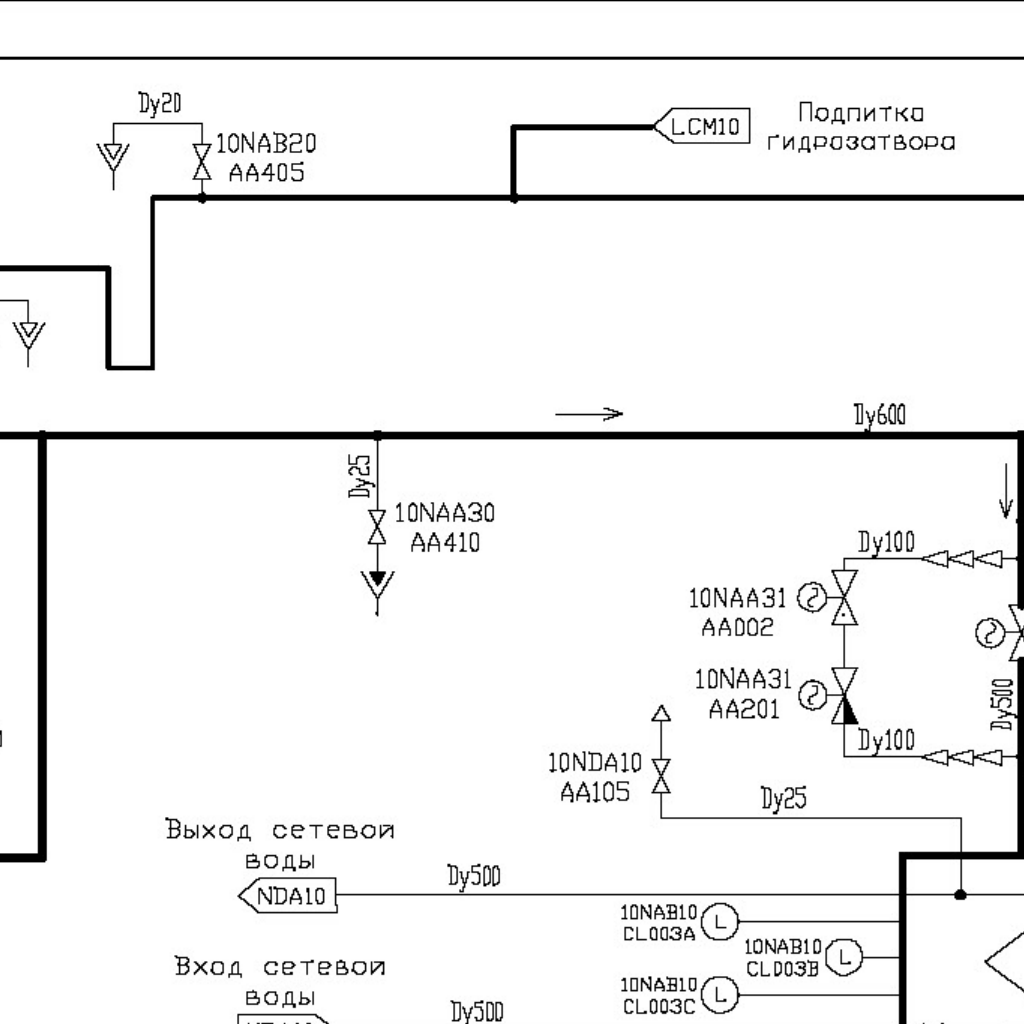 Dy20
10NAB20
AA405
LCM10
Подпитка
гидрозатвора
Dy600
Dy25
10NAA30
AA410
Dy100
10NAA31
AA002
10NAA31
AA201
Dy500
Dy100
10NDA10
AA105
Dy25
Выход сетевой
воды
NDA10
Dy500
10NAB10
CL003A
L
10NAB10
CL003B
L
Вход сетевой
воды
10NAB10
CL003C
L
Dy500